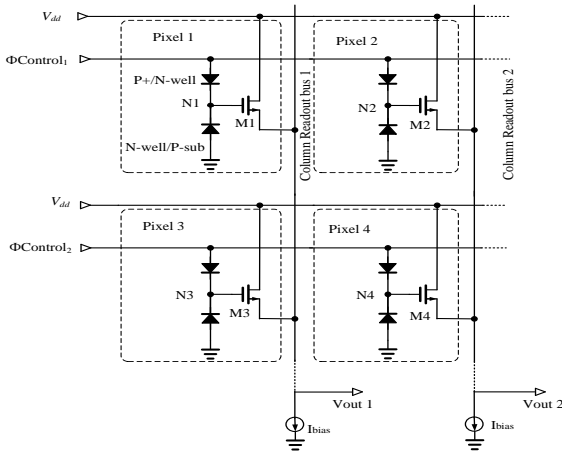 Vdd
Pixel 1
Pixel 2
ΦControl₁
P+/N-well
N1
M1
N-well/P-sub
N2
M2
Column Readout bus 1
Column Readout bus 2
Vdd
Pixel 3
Pixel 4
ΦControl₂
N3
M3
N4
M4
Vout 1
Vout 2
Ibias
Ibias